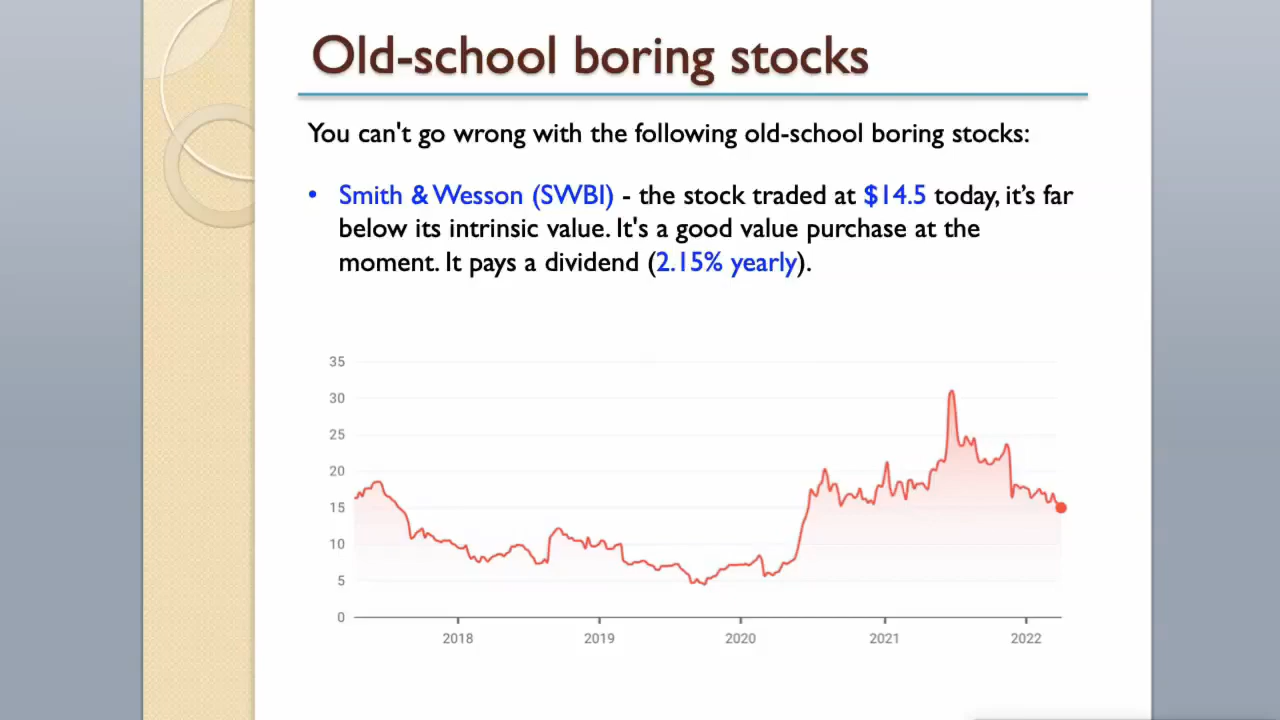 Old-school boring stocks
You can't go wrong with the following old-school boring stocks:
• Smith & Wesson (SWBI) - the stock traded at $14.5 today, it’s far
below its intrinsic value. It's a good value purchase at the
moment. It pays a dividend (2.15% yearly).
35
30
25
20
15
10
5
0
2018 2019 2020 2021 2022